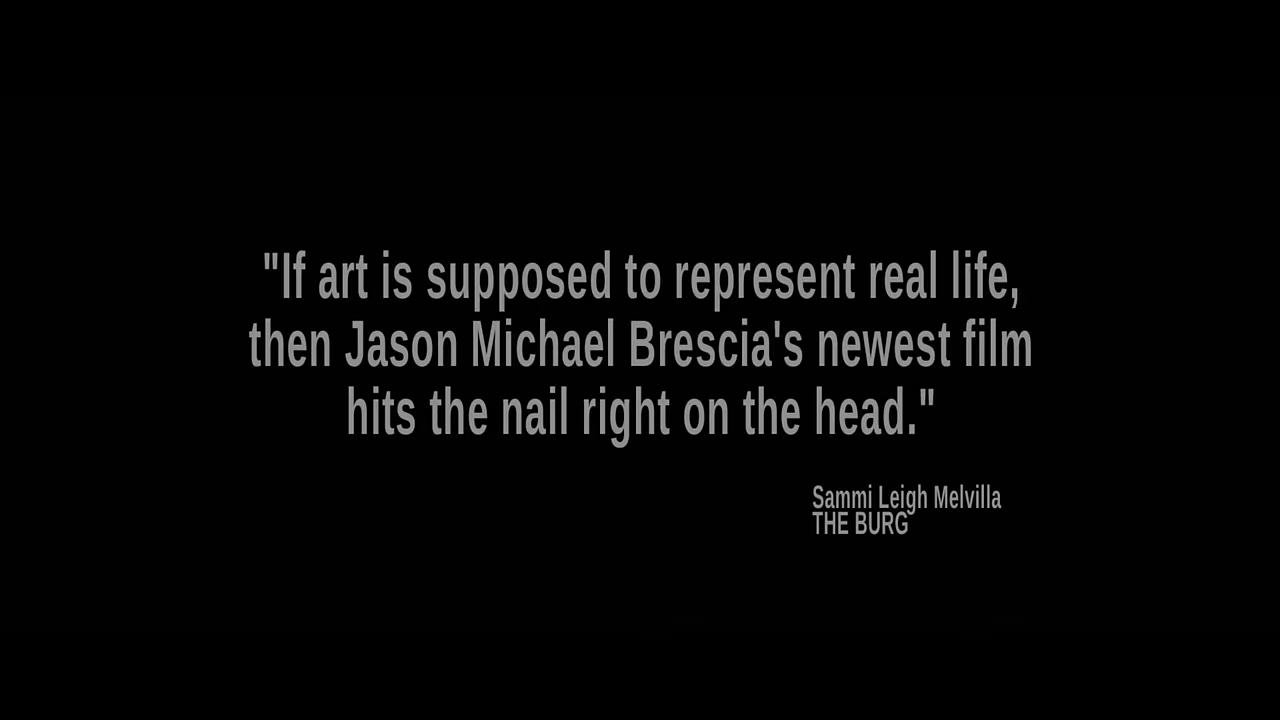 "If art is supposed to represent real life,
then Jason Michael Brescia's newest film
hits the nail right on the head."
Sammi Leigh Melvilla
THE BURG